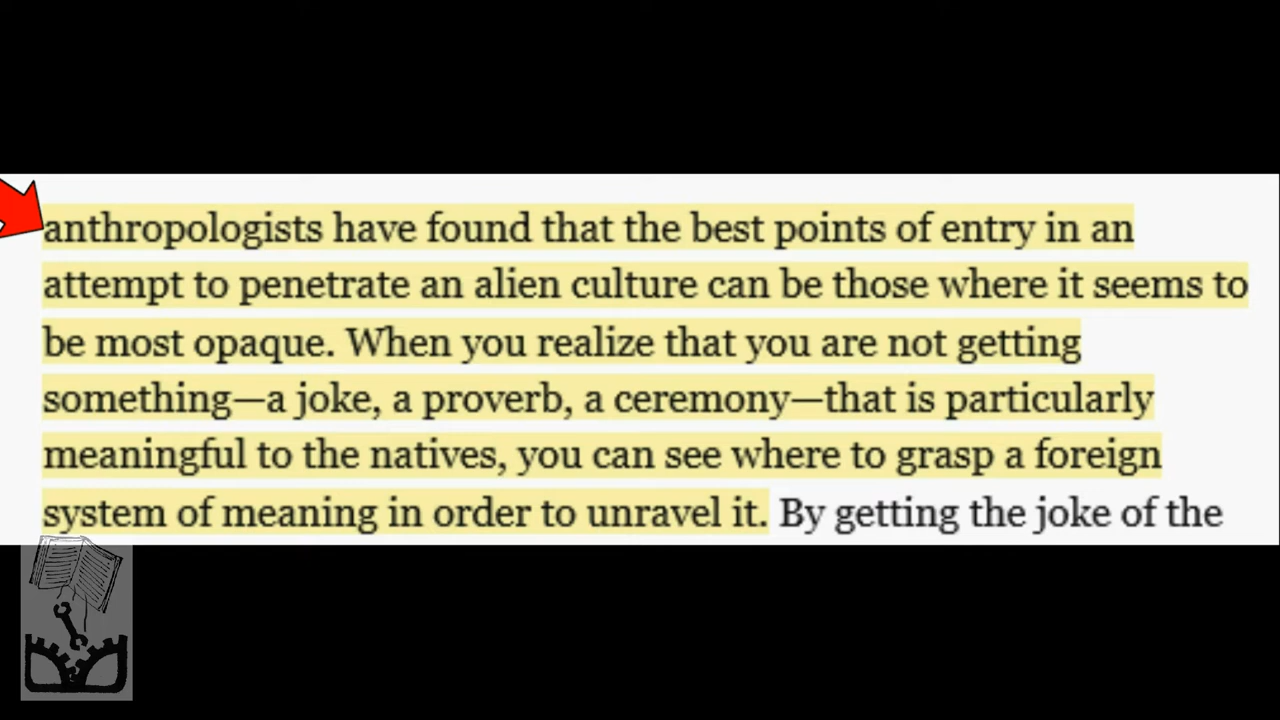 anthropologists have found that the best points of entry in an
attempt to penetrate an alien culture can be those where it seems to
be most opaque. When you realize that you are not getting
something—a joke, a proverb, a ceremony—that is particularly
meaningful to the natives, you can see where to grasp a foreign
system of meaning in order to unravel it. By getting the joke of the